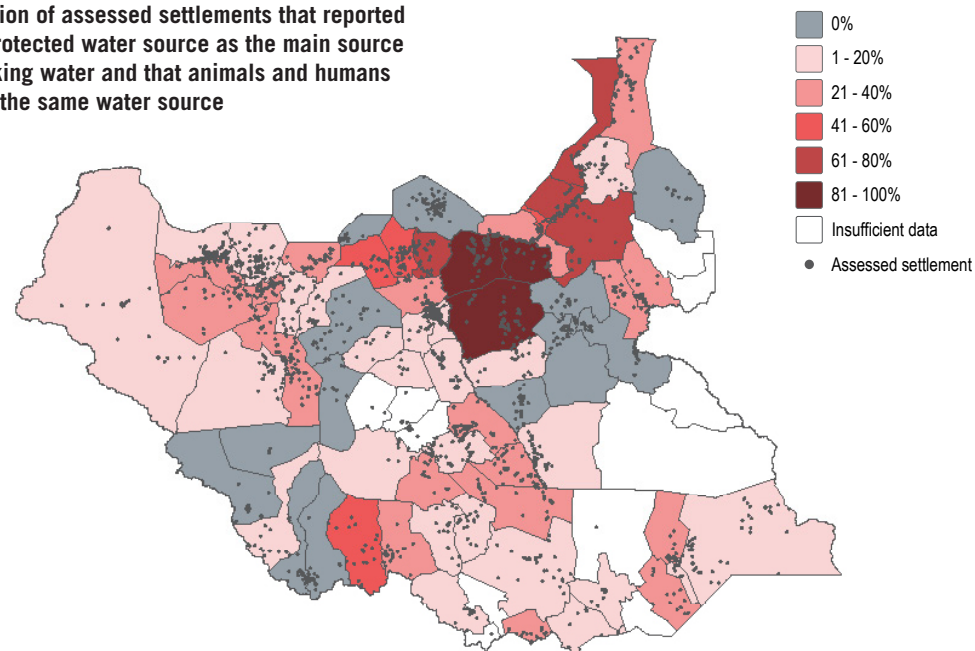 ion of assessed settlements that reported
rotected water source as the main source
king water and that animals and humans
the same water source
0%
1 - 20%
21 - 40%
41 - 60%
61 - 80%
81 - 100%
Insufficient data
Assessed settlement